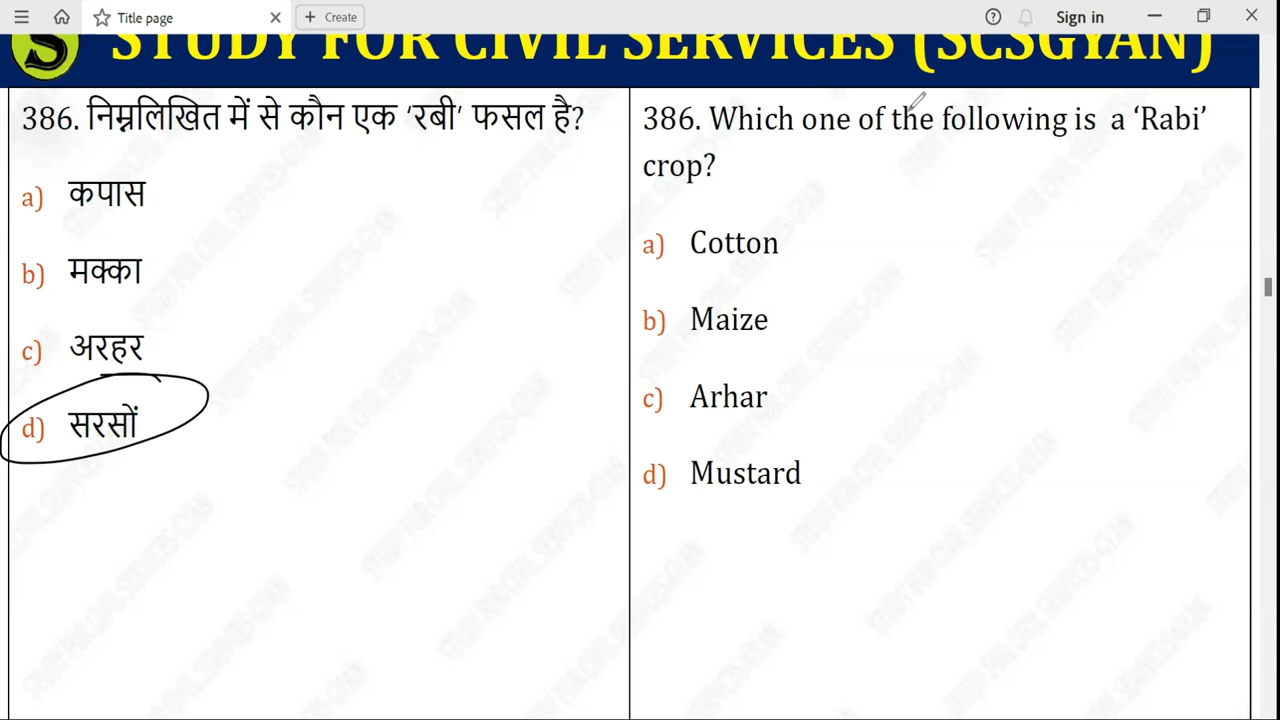 Title page
Create
Sign in
STUDY FOR CIVIL SERVICES (SCSGYAN)
386. निम्नलिखित में से कौन एक ‘रबी’ फसल है?
a) कपास
b) मक्का
c) अरहर
d) सरसों
386. Which one of the following is a ‘Rabi’
crop?
a) Cotton
b) Maize
c) Arhar
d) Mustard